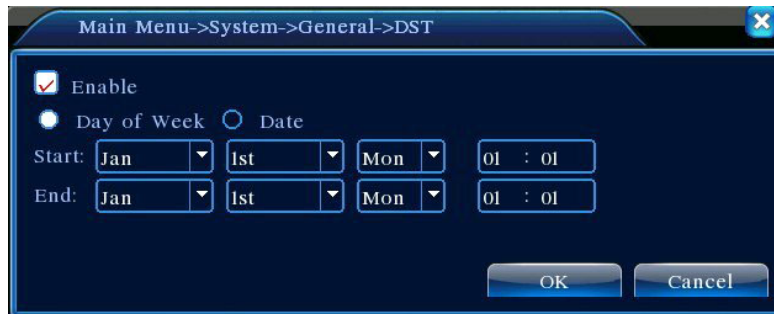 Main Menu->System->General->DST
Enable
Day of Week Date
Start: Jan 1st Mon 01 : 01
End: Jan 1st Mon 01 : 01
OK Cancel